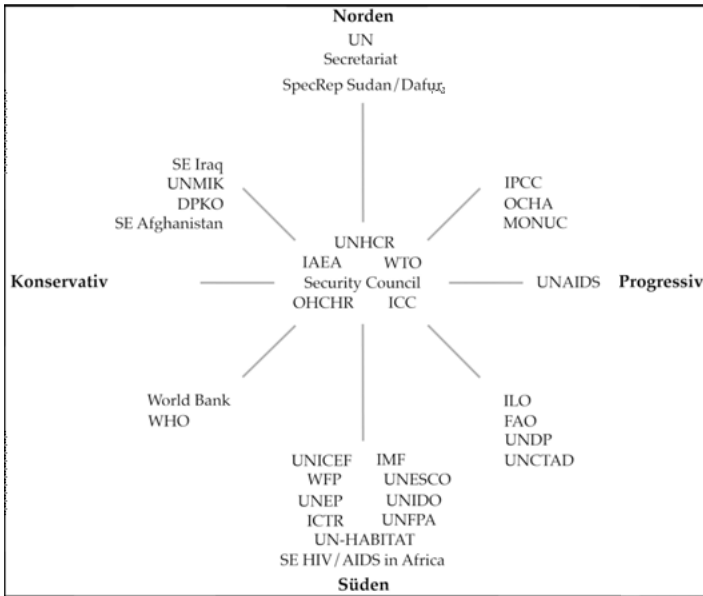 Norden
UN
Secretariat
SpecRep Sudan/Dafur
SE Iraq
UNMIK
DPKO
SE Afghanistan
IPCC
OCHA
MONUC
UNHCR
IAEA WTO
Konservativ Security Council UNAIDS Progressiv
OHCHR ICC
World Bank
WHO
ILO
FAO
UNDP
UNCTAD
UNICEF IMF
WFP UNESCO
UNEP UNIDO
ICTR UNFPA
UN-HABITAT
SE HIV/AIDS in Africa
Süden